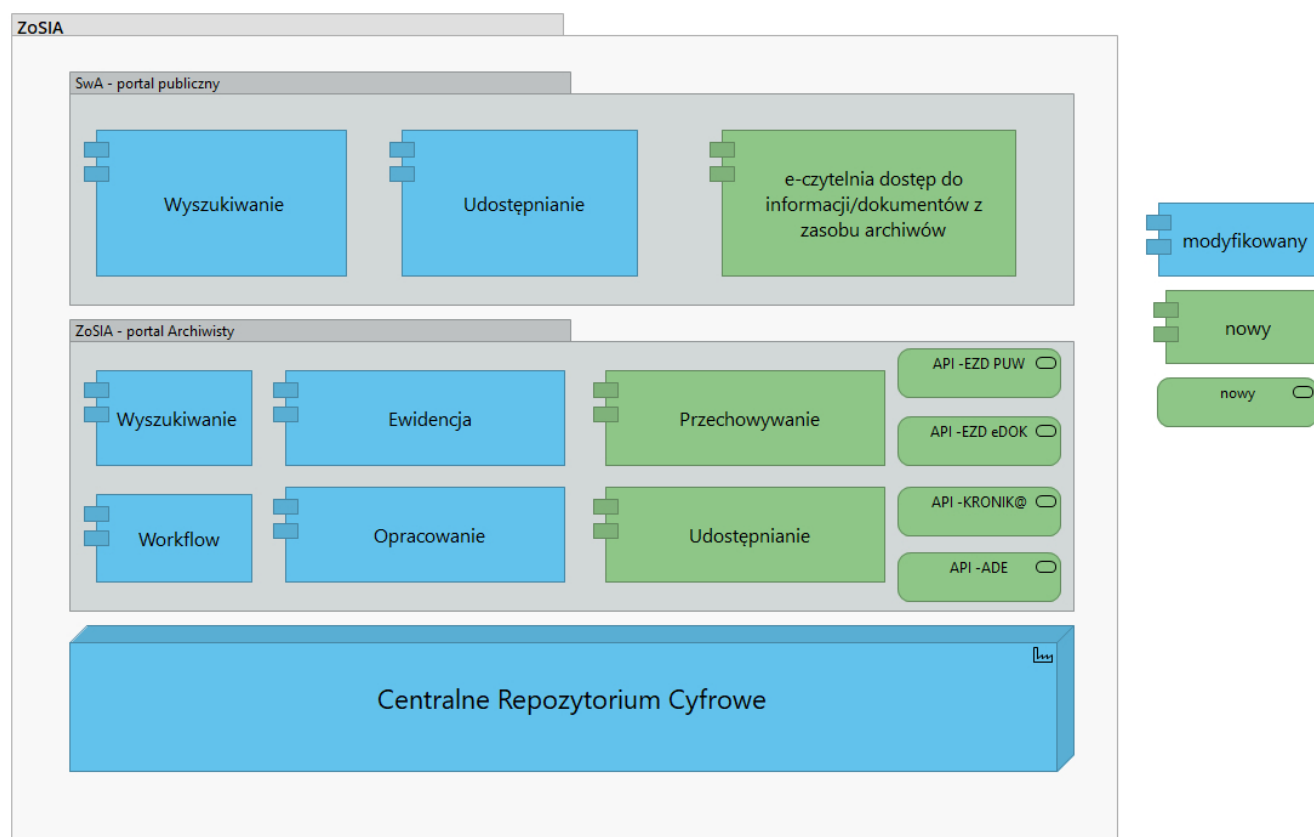 ZoSIA
SwA - portal publiczny
Wyszukiwanie
Udostępnianie
e-czytelnia dostęp do
informacji/dokumentów z
zasobu archiwów
ZoSIA - portal Archiwisty
Wyszukiwanie
Ewidencja
Przechowywanie
API -EZD PUW
API -EZD eDOK
Workflow
Opracowanie
Udostępnianie
API -KRONIK@
API -ADE
Centralne Repozytorium Cyfrowe
modyfikowany
nowy
nowy